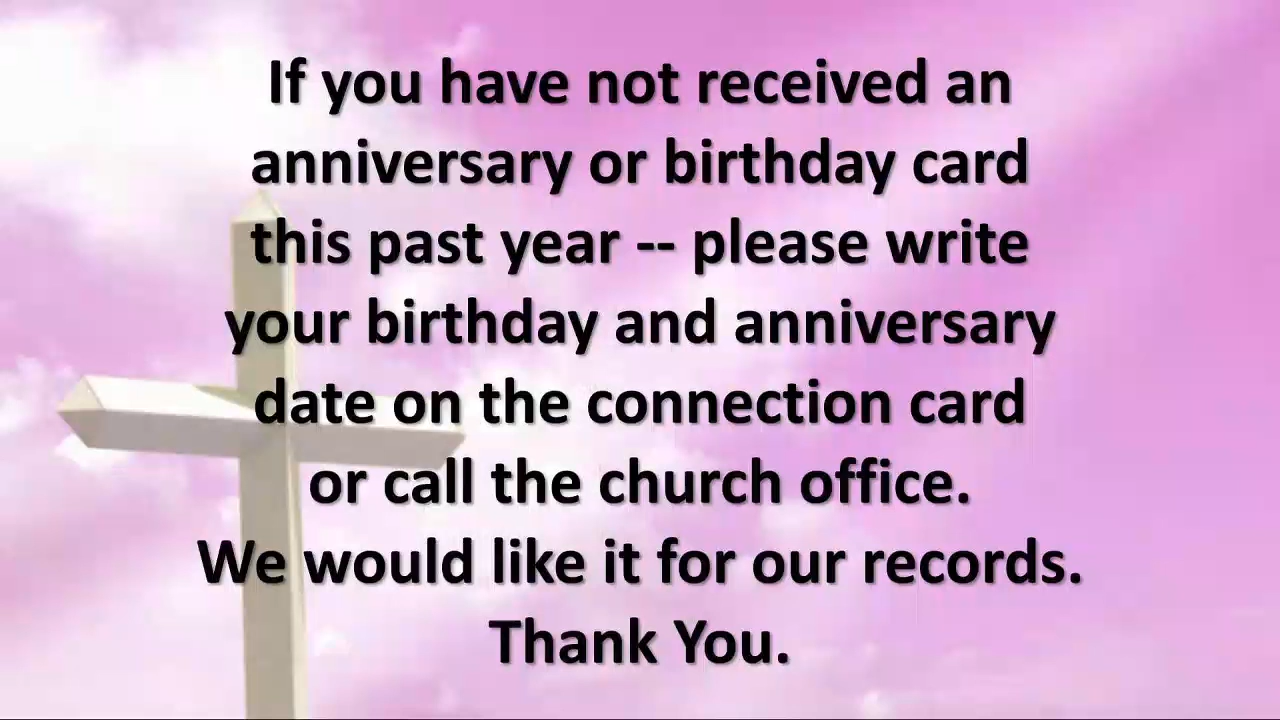 If you have not received an
anniversary or birthday card
this past year -- please write
your birthday and anniversary
date on the connection card
or call the church office.
We would like it for our records.
Thank You.